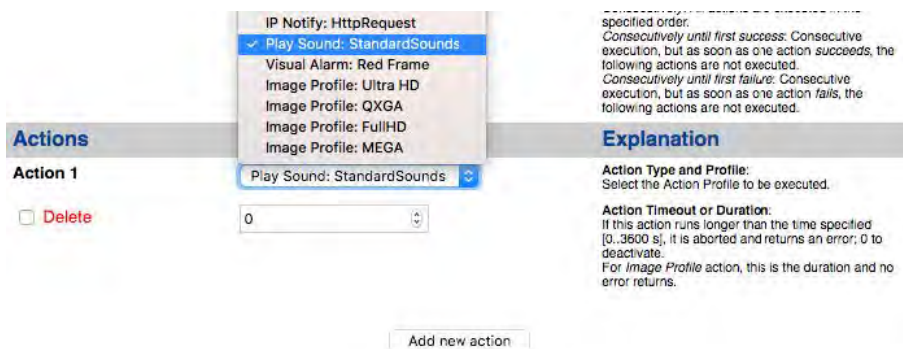 IP Notify: HttpRequest
✓ Play Sound: StandardSounds
Visual Alarm: Red Frame
Image Profile: Ultra HD
Image Profile: QXGA
Image Profile: FullHD
Image Profile: MEGA
specified order.
Consecutively until first success: Consecutive
execution, but as soon as one action succeeds, the
following actions are not executed.
Consecutively until first failure: Consecutive
execution, but as soon as one action fails, the
following actions are not executed.
Actions
Explanation
Action 1
Play Sound: StandardSounds
Action Type and Profile:
Select the Action Profile to be executed.
Delete
0
Action Timeout or Duration:
If this action runs longer than the time specified
[0..3600 s], it is aborted and returns an error; 0 to
deactivate.
For Image Profile action, this is the duration and no
error returns.
Add new action